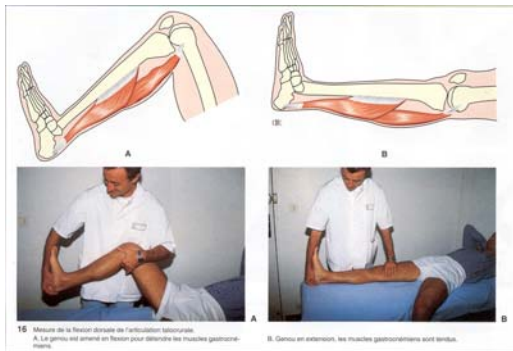 A
(B)
B
A
B
16 Mesure de la flexion dorsale de l'articulation talocrurale.
A. Le genou est amené en flexion pour détendre les muscles gastrocné-
miens.
B. Genou en extension, les muscles gastrocnémiens sont tendus.